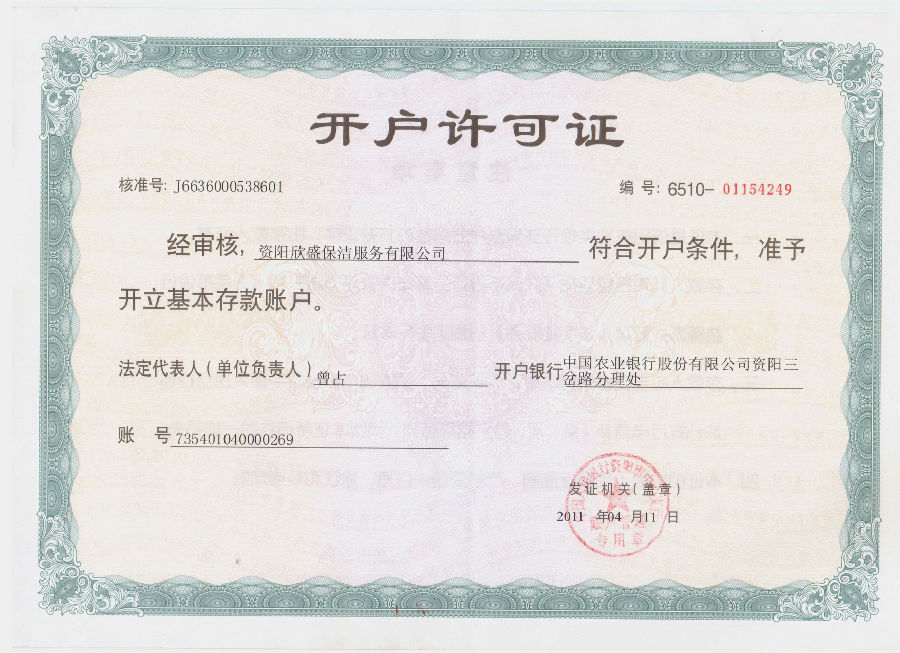 开户许可证
核准号: J6636000538601
编 号: 6510- 01154249
经审核, 资阳欣盛保洁服务有限公司 符合开户条件, 准予
开立基本存款账户。
法定代表人(单位负责人) 曾占 开户银行 中国农业银行股份有限公司资阳三
岔路分理处
账 号 735401040000269
发证机关(盖章)
2011 年04 月11 日
专用章